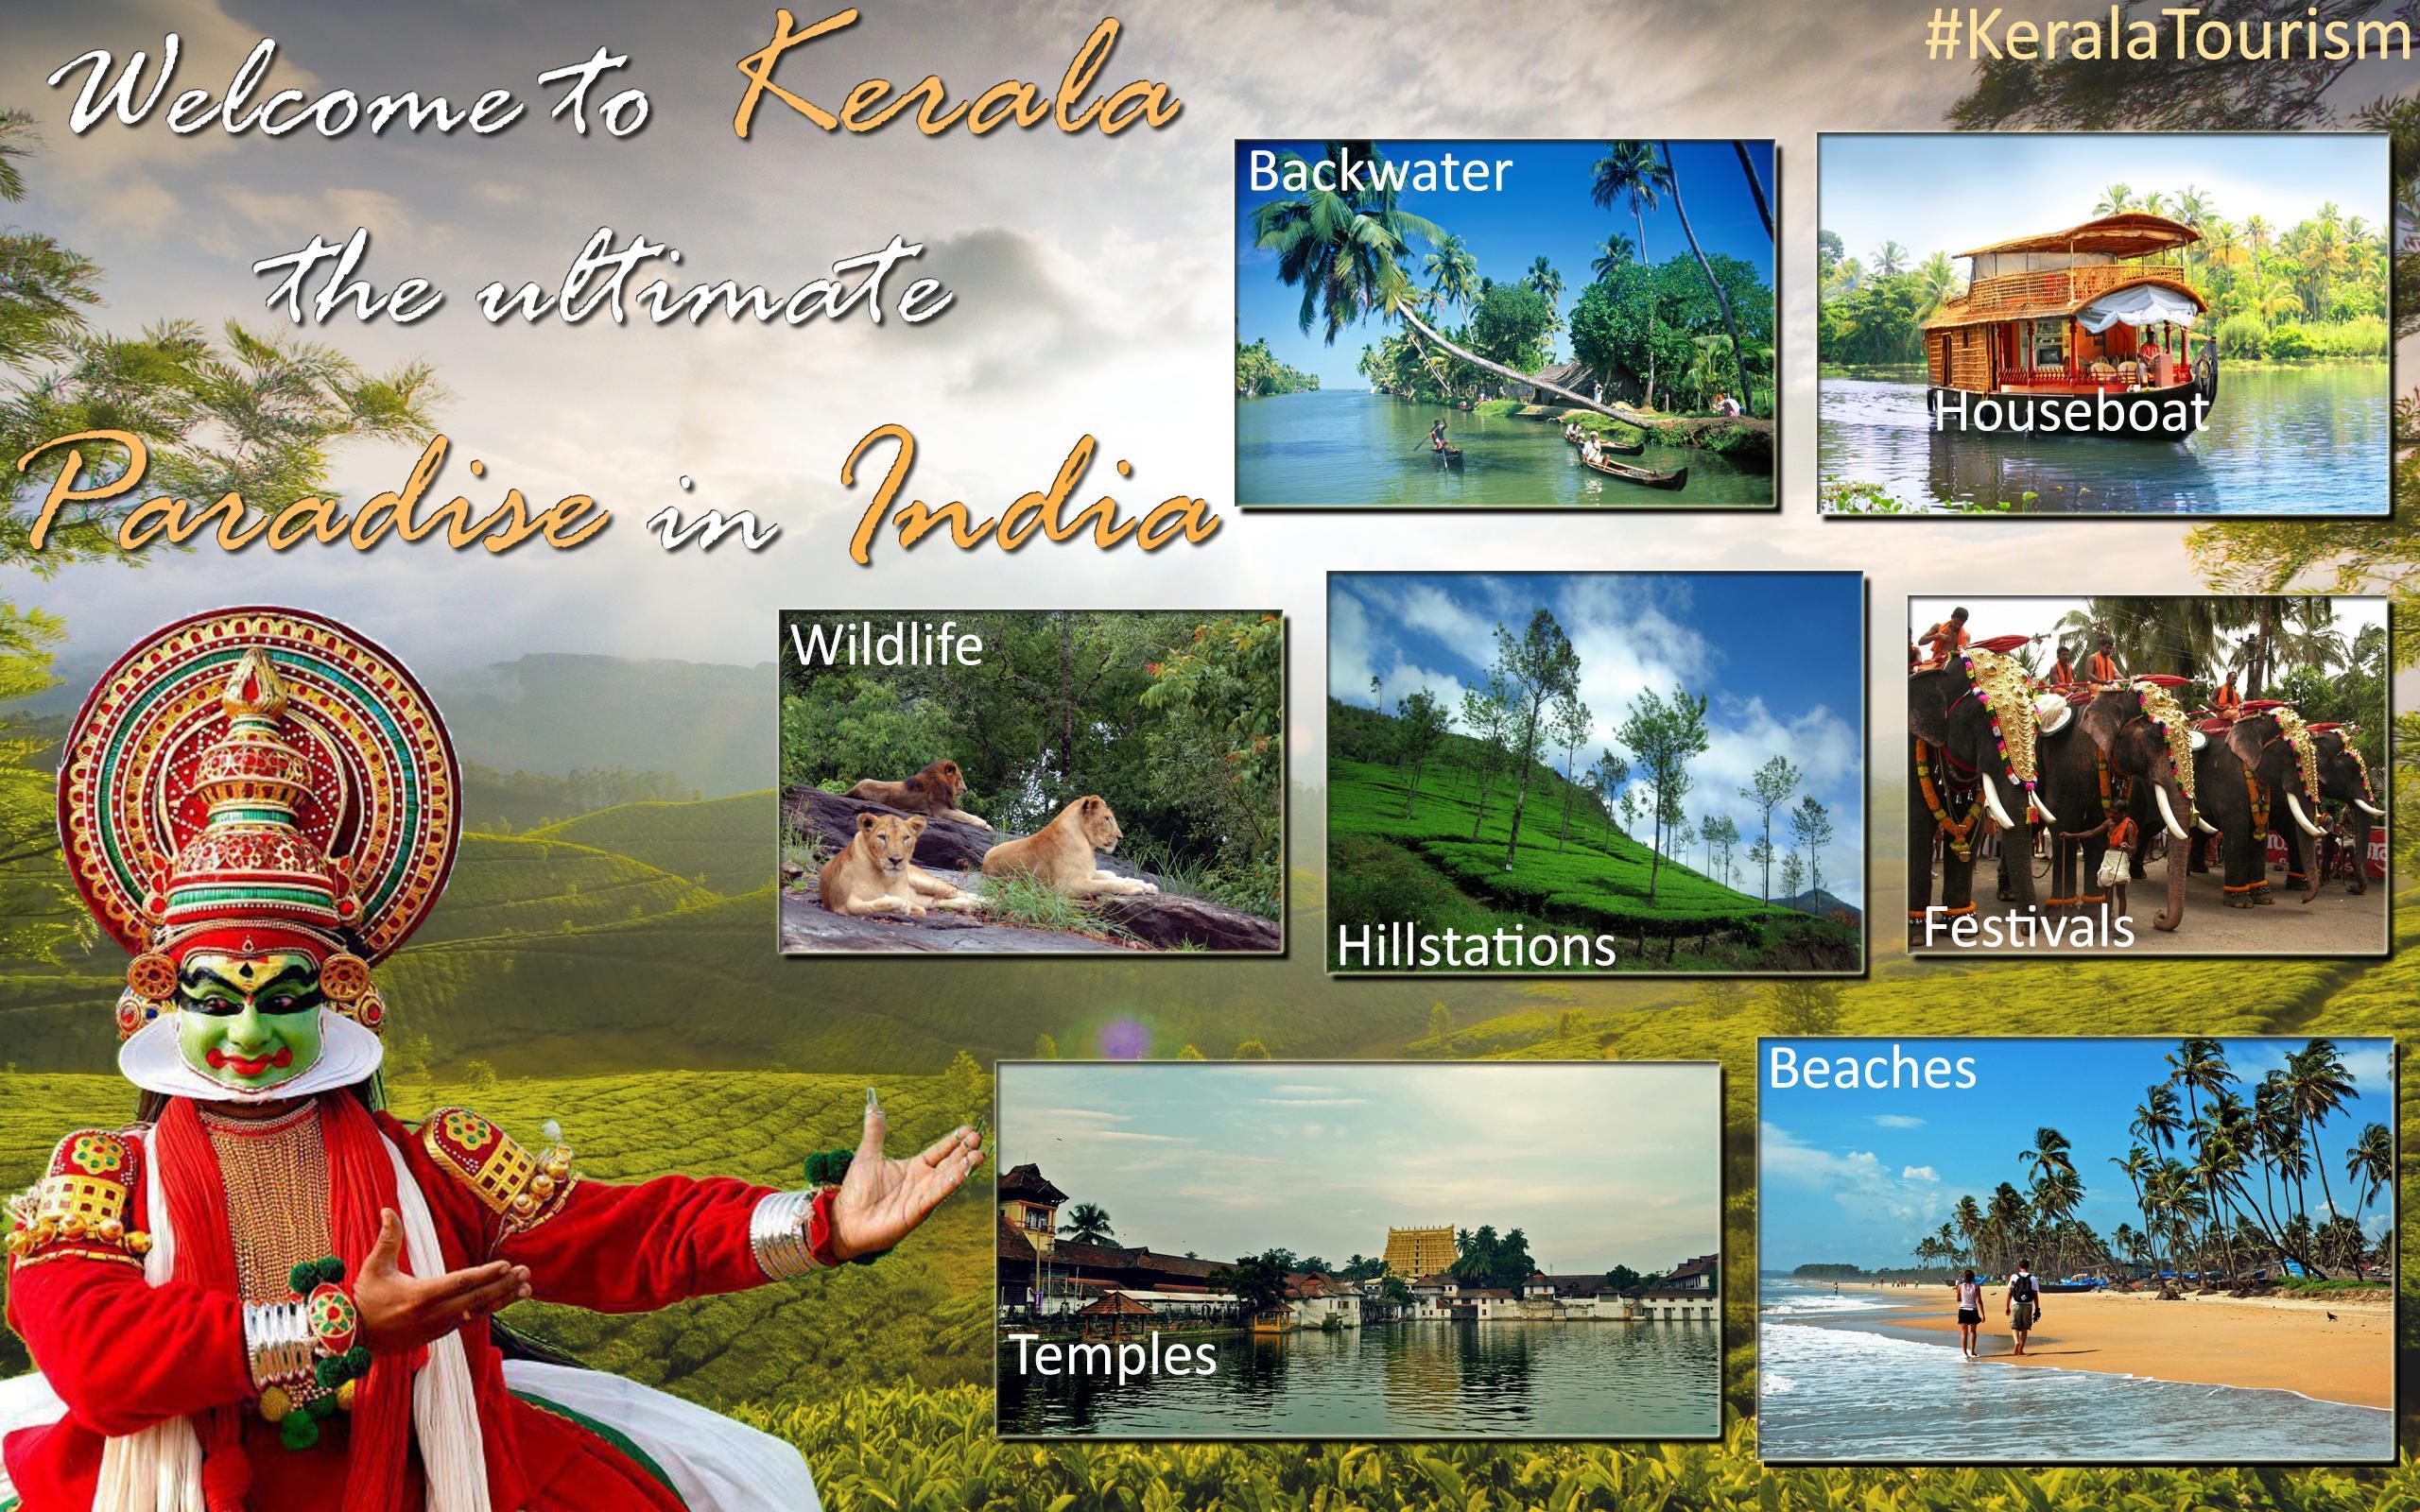 #KeralaTourism
Welcome to Kerala
the ultimate
Paradise in India
Backwater
Houseboat
Wildlife
Hillstations
Festivals
Temples
Beaches